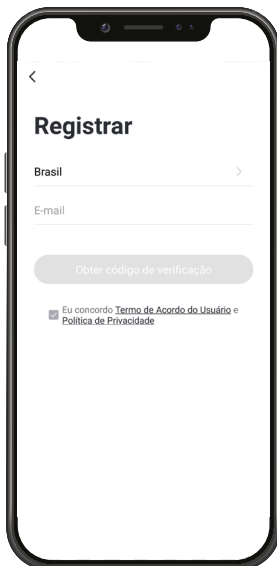 Registrar
Brasil
E-mail
Obter código de verificação
Eu concordo Termo de Acordo do Usuário e
Política de Privacidade